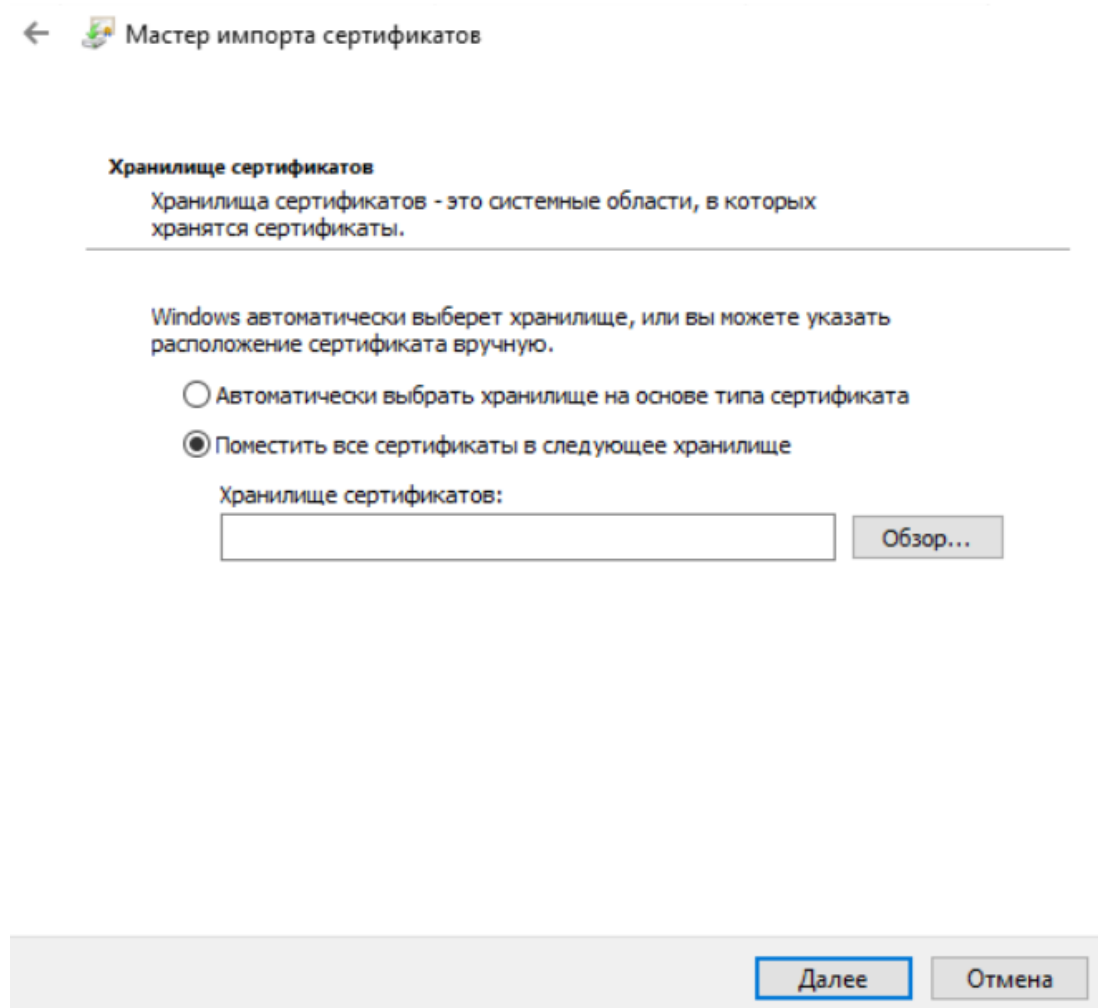 Мастер импорта сертификатов
Хранилище сертификатов
Хранилища сертификатов - это системные области, в которых
хранятся сертификаты.
Windows автоматически выберет хранилище, или вы можете указать
расположение сертификата вручную.
Автоматически выбрать хранилище на основе типа сертификата
Поместить все сертификаты в следующее хранилище
Хранилище сертификатов:
Обзор...
Далее
Отмена